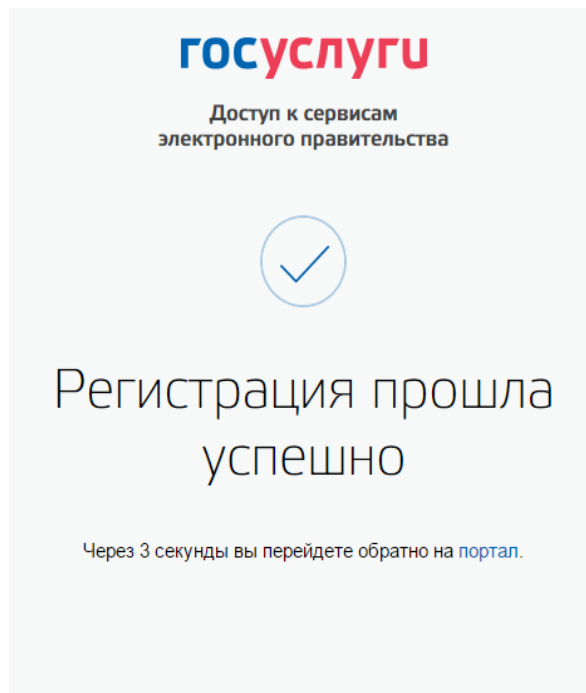 госуслуги
Доступ к сервисам
электронного правительства
Регистрация прошла
успешно
Через 3 секунды вы перейдете обратно на портал.